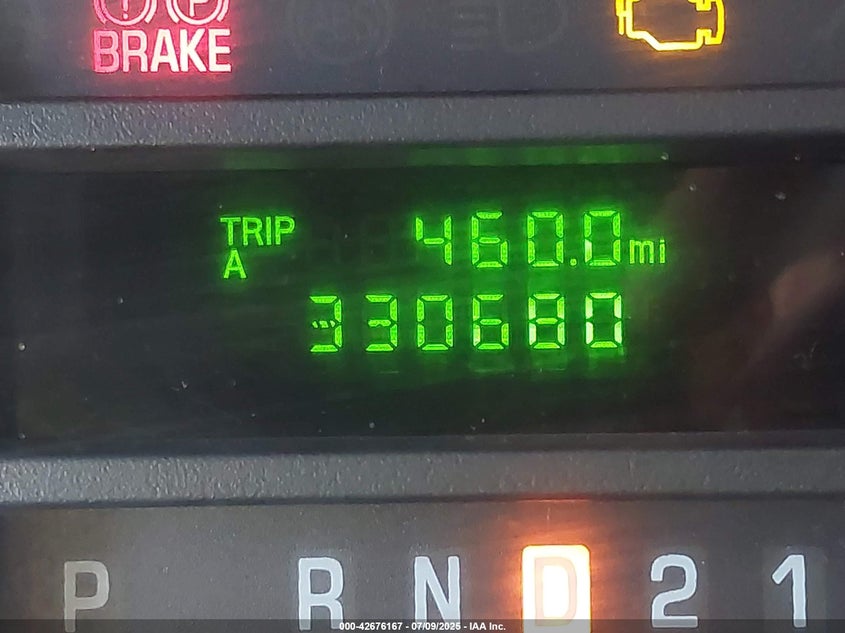 BRAKE
TRIP 460.0 mi
A
330680
P R N D 2 1
000-42676167 - 07/09/2025 - IAA Inc.